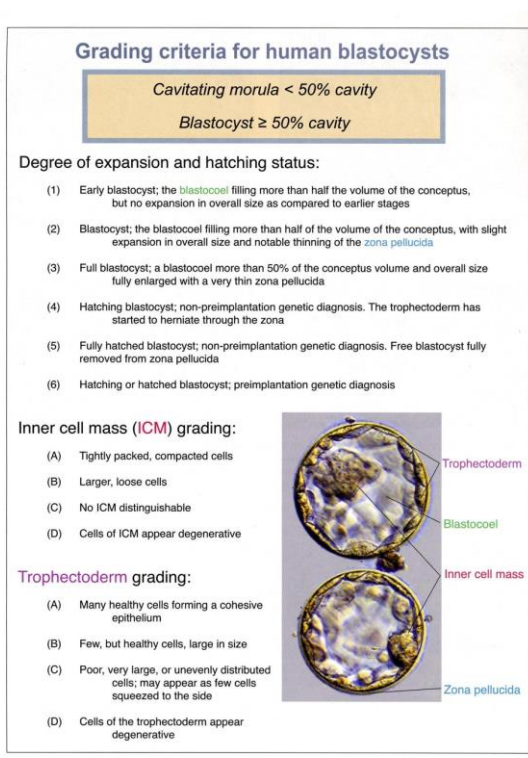 Grading criteria for human blastocysts
Cavitating morula < 50% cavity
Blastocyst ≥ 50% cavity
Degree of expansion and hatching status:
(1) Early blastocyst; the blastocoel filling more than half the volume of the conceptus,
but no expansion in overall size as compared to earlier stages
(2) Blastocyst; the blastocoel filling more than half of the volume of the conceptus, with slight
expansion in overall size and notable thinning of the zona pellucida
(3) Full blastocyst; a blastocoel more than 50% of the conceptus volume and overall size
fully enlarged with a very thin zona pellucida
(4) Hatching blastocyst; non-preimplantation genetic diagnosis. The trophectoderm has
started to herniate through the zona
(5) Fully hatched blastocyst; non-preimplantation genetic diagnosis. Free blastocyst fully
removed from zona pellucida
(6) Hatching or hatched blastocyst; preimplantation genetic diagnosis
Inner cell mass (ICM) grading:
(A) Tightly packed, compacted cells
(B) Larger, loose cells
(C) No ICM distinguishable
(D) Cells of ICM appear degenerative
Trophectoderm grading:
(A) Many healthy cells forming a cohesive
epithelium
(B) Few, but healthy cells, large in size
(C) Poor, very large, or unevenly distributed
cells; may appear as few cells
squeezed to the side
(D) Cells of the trophectoderm appear
degenerative
Trophectoderm
Blastocoel
Inner cell mass
Zona pellucida